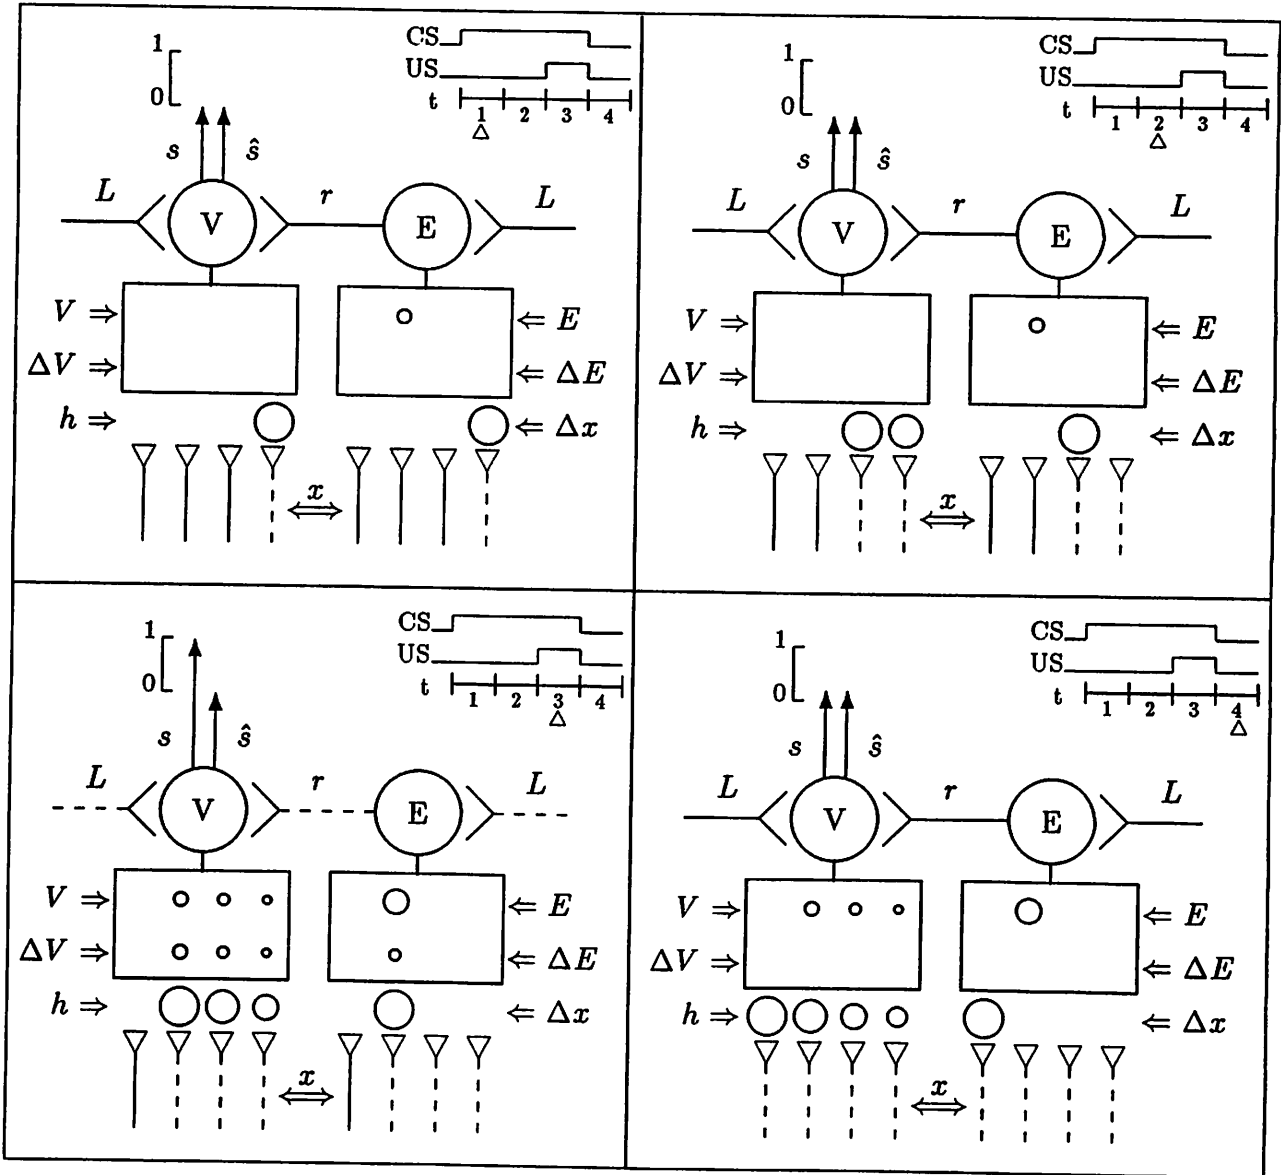 1
0
CS
US
t 1 2 3 4
s ŝ
L V r E L
V ⇒ ⇐ E
ΔV ⇒ ⇐ ΔE
h ⇒ ⇐ Δx
x
1
0
CS
US
t 1 2 3 4
s ŝ
L V r E L
V ⇒ ⇐ E
ΔV ⇒ ⇐ ΔE
h ⇒ ⇐ Δx
x
1
0
CS
US
t 1 2 3 4
s ŝ
L V r E L
V ⇒ ⇐ E
ΔV ⇒ ⇐ ΔE
h ⇒ ⇐ Δx
x
1
0
CS
US
t 1 2 3 4
s ŝ
L V r E L
V ⇒ ⇐ E
ΔV ⇒ ⇐ ΔE
h ⇒ ⇐ Δx
x